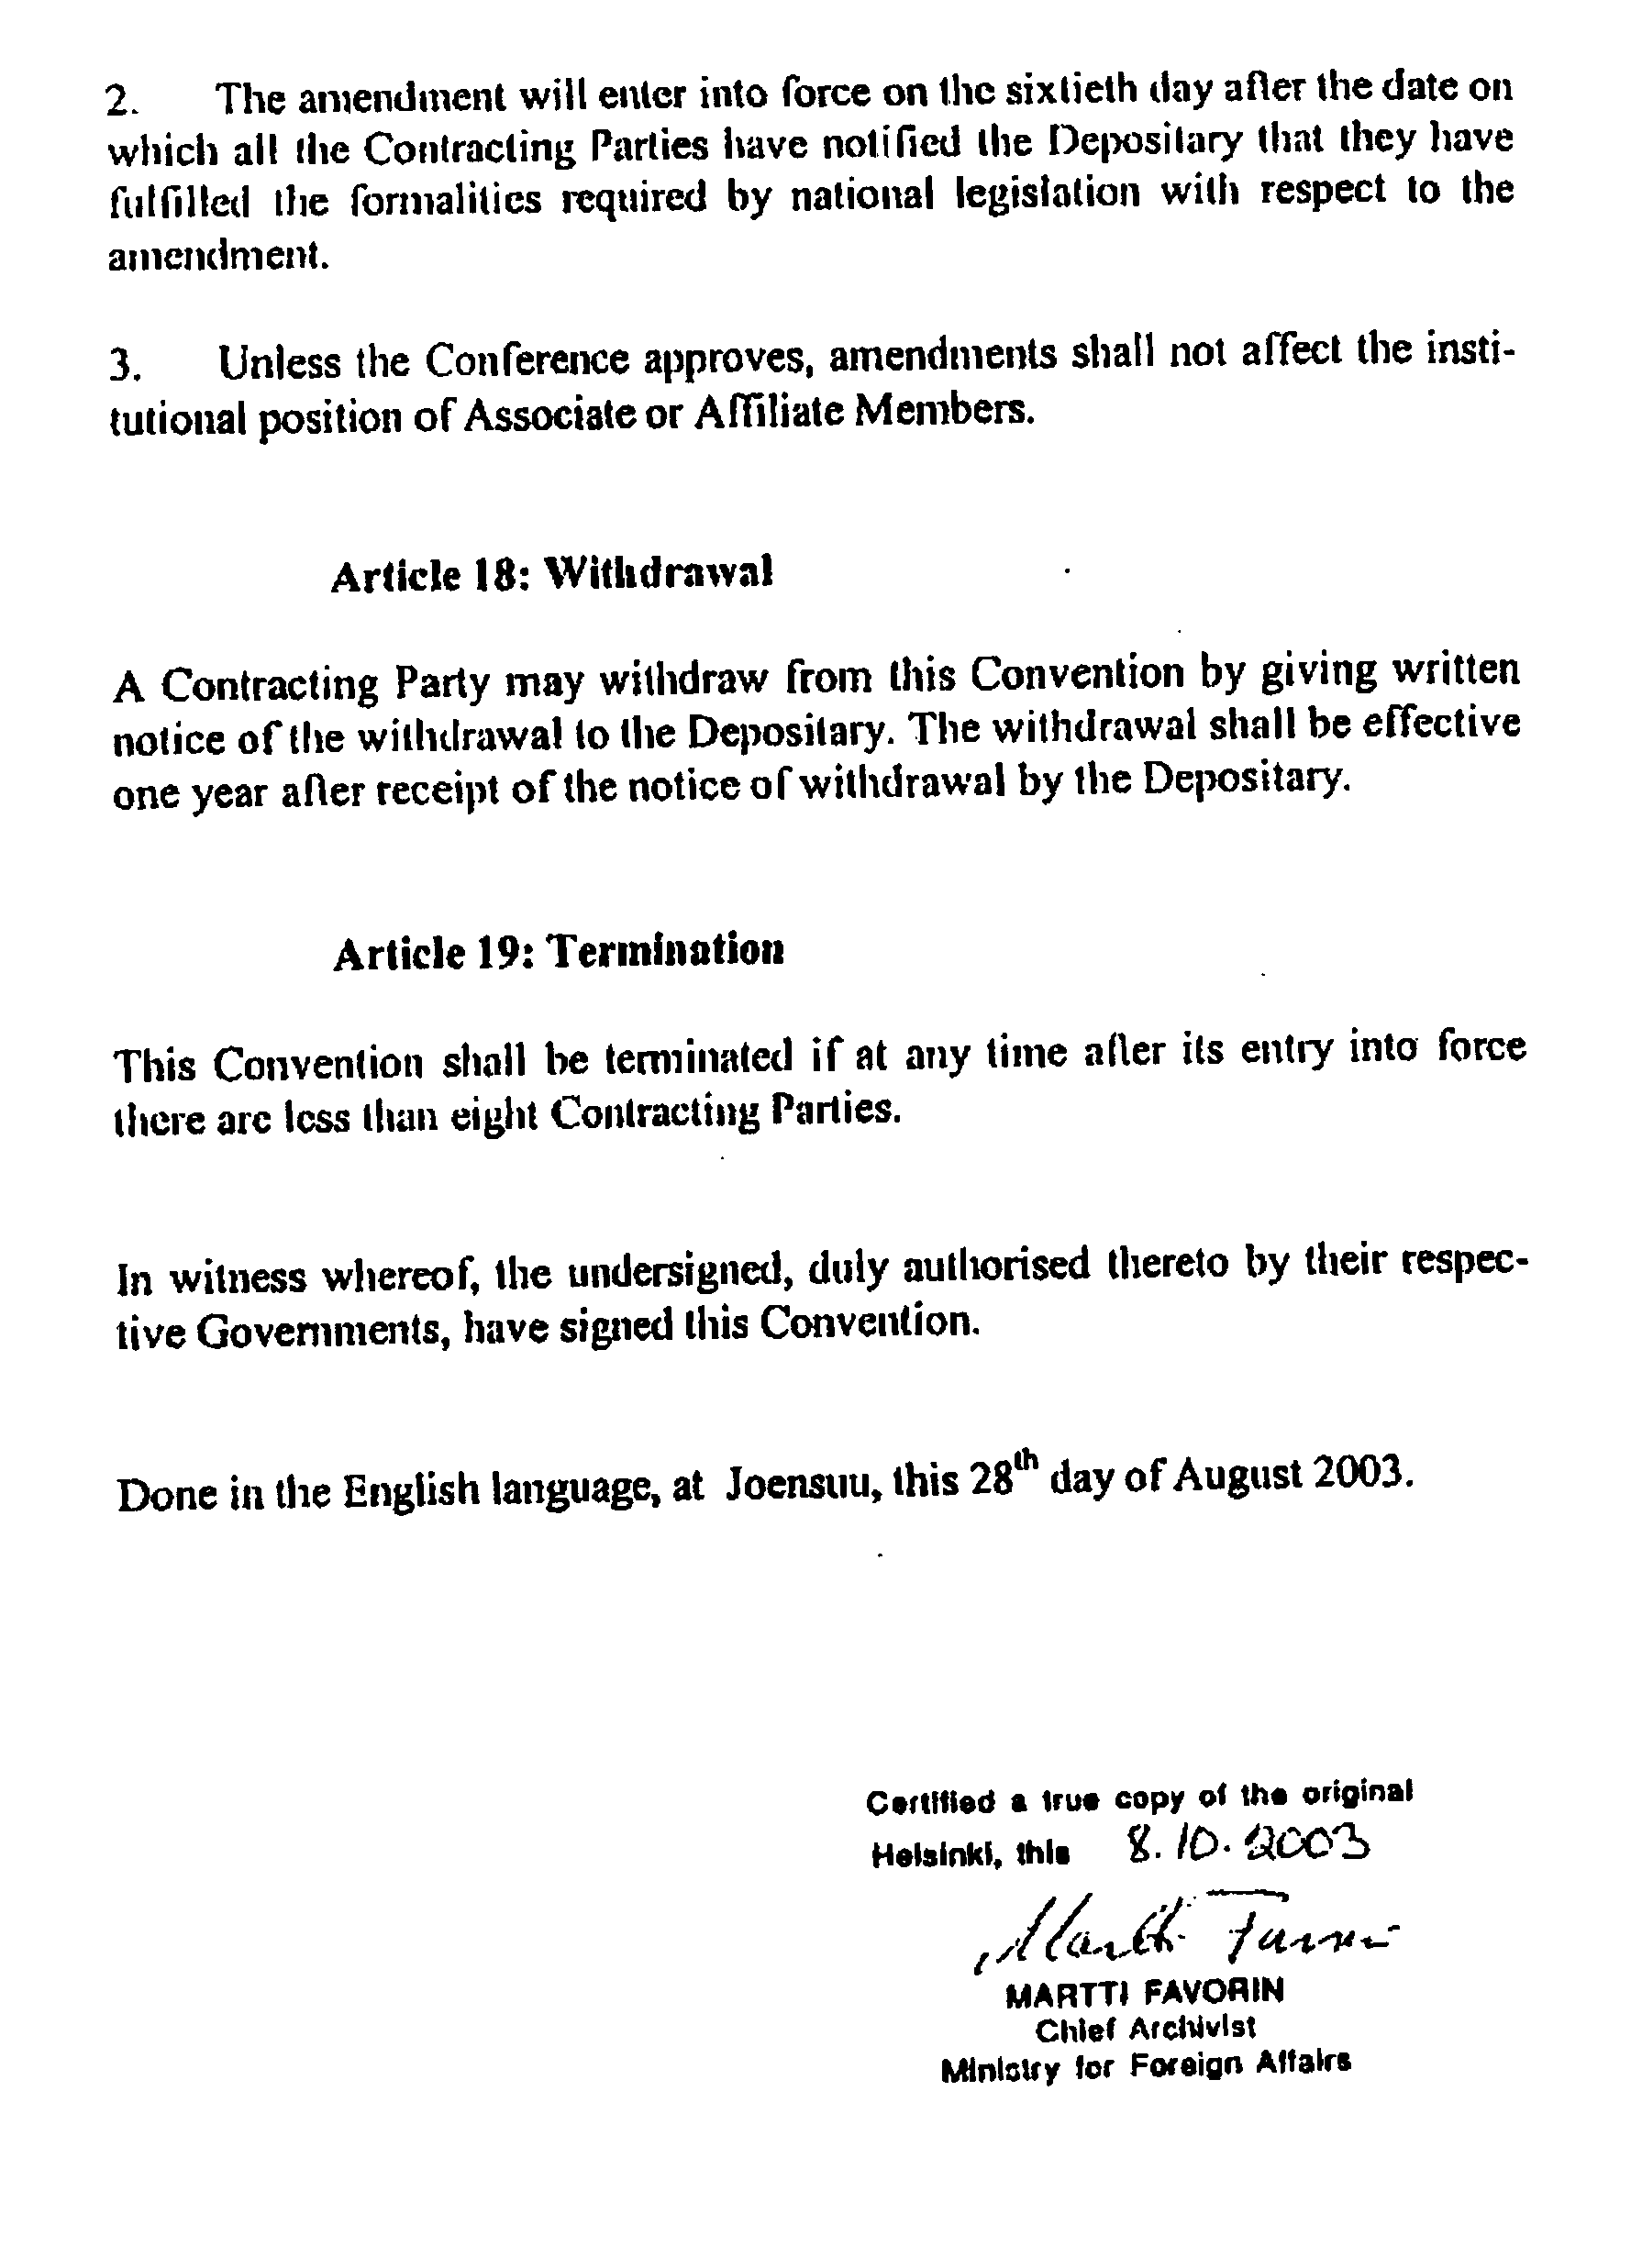 2. The amendment will enter into force on the sixtieth day after the date on
which all the Contracting Parties have notified the Depositary that they have
fulfilled the formalities required by national legislation with respect to the
amendment.
3. Unless the Conference approves, amendments shall not affect the insti-
tutional position of Associate or Affiliate Members.
Article 18: Withdrawal
A Contracting Party may withdraw from this Convention by giving written
notice of the withdrawal to the Depositary. The withdrawal shall be effective
one year after receipt of the notice of withdrawal by the Depositary.
Article 19: Termination
This Convention shall be terminated if at any time after its entry into force
there are less than eight Contracting Parties.
In witness whereof, the undersigned, duly authorised thereto by their respec-
tive Governments, have signed this Convention.
Done in the English language, at Joensuu, this 28th day of August 2003.
Certified a true copy of the original
Helsinki, this 8.10.2003
Martti
MARTTI FAVORIN
Chief Archivist
Ministry for Foreign Affairs